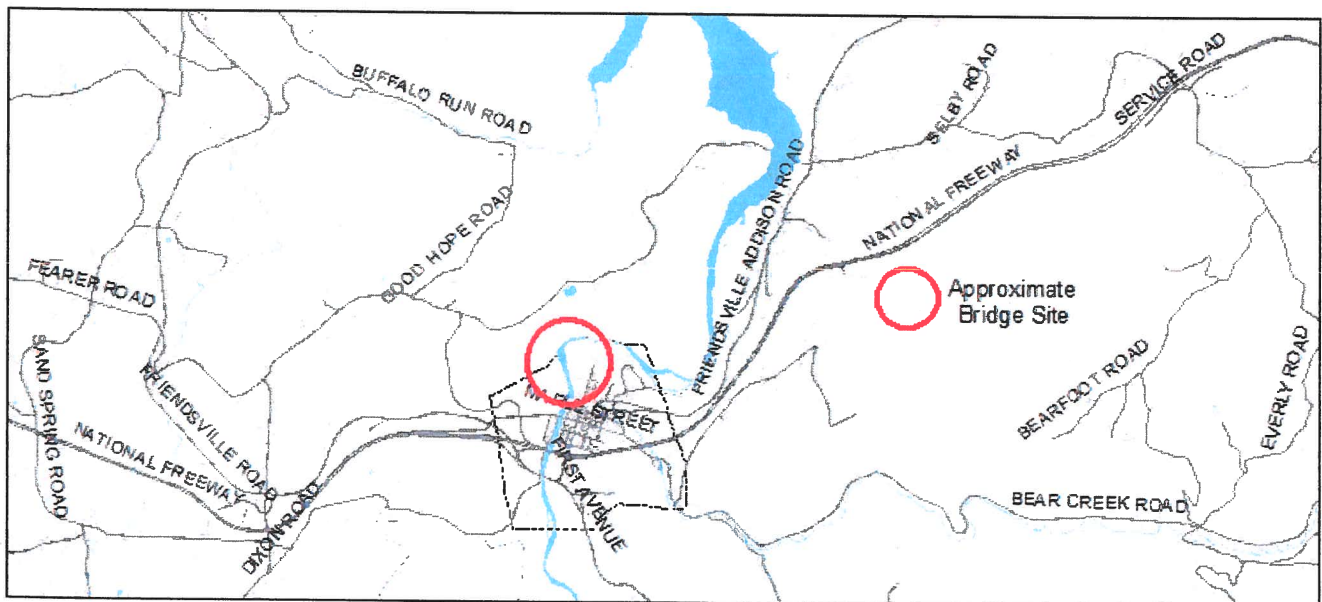 BUFFALO RUN ROAD
SELBY ROAD
SERVICE ROAD
NATIONAL FREEWAY
FRIENDSVILLE ADDISON ROAD
GOOD HOPE ROAD
FEARER ROAD
Approximate
Bridge Site
SAND SPRING ROAD
FRIENDSVILLE ROAD
NATIONAL FREEWAY
DIXON ROAD
STREET
AVENUE
BEARFOOT ROAD
EVERLY ROAD
BEAR CREEK ROAD